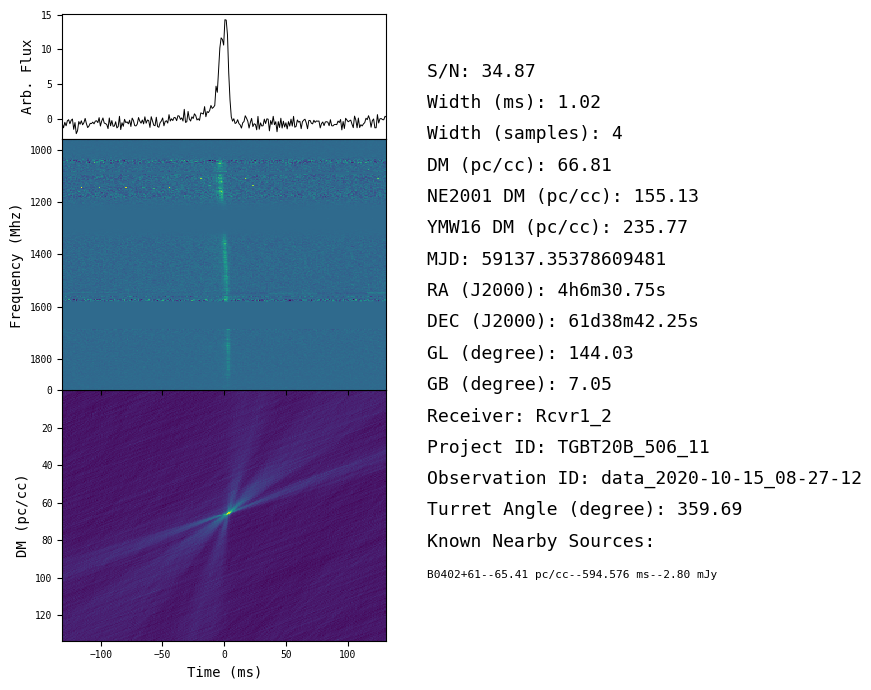 15
10
5
0
Arb. Flux
1000
1200
1400
1600
1800
Frequency (Mhz)
0
20
40
60
80
100
120
DM (pc/cc)
−100
−50
0
50
100
Time (ms)
S/N: 34.87
Width (ms): 1.02
Width (samples): 4
DM (pc/cc): 66.81
NE2001 DM (pc/cc): 155.13
YMW16 DM (pc/cc): 235.77
MJD: 59137.35378609481
RA (J2000): 4h6m30.75s
DEC (J2000): 61d38m42.25s
GL (degree): 144.03
GB (degree): 7.05
Receiver: Rcvr1_2
Project ID: TGBT20B_506_11
Observation ID: data_2020-10-15_08-27-12
Turret Angle (degree): 359.69
Known Nearby Sources:
B0402+61--65.41 pc/cc--594.576 ms--2.80 mJy